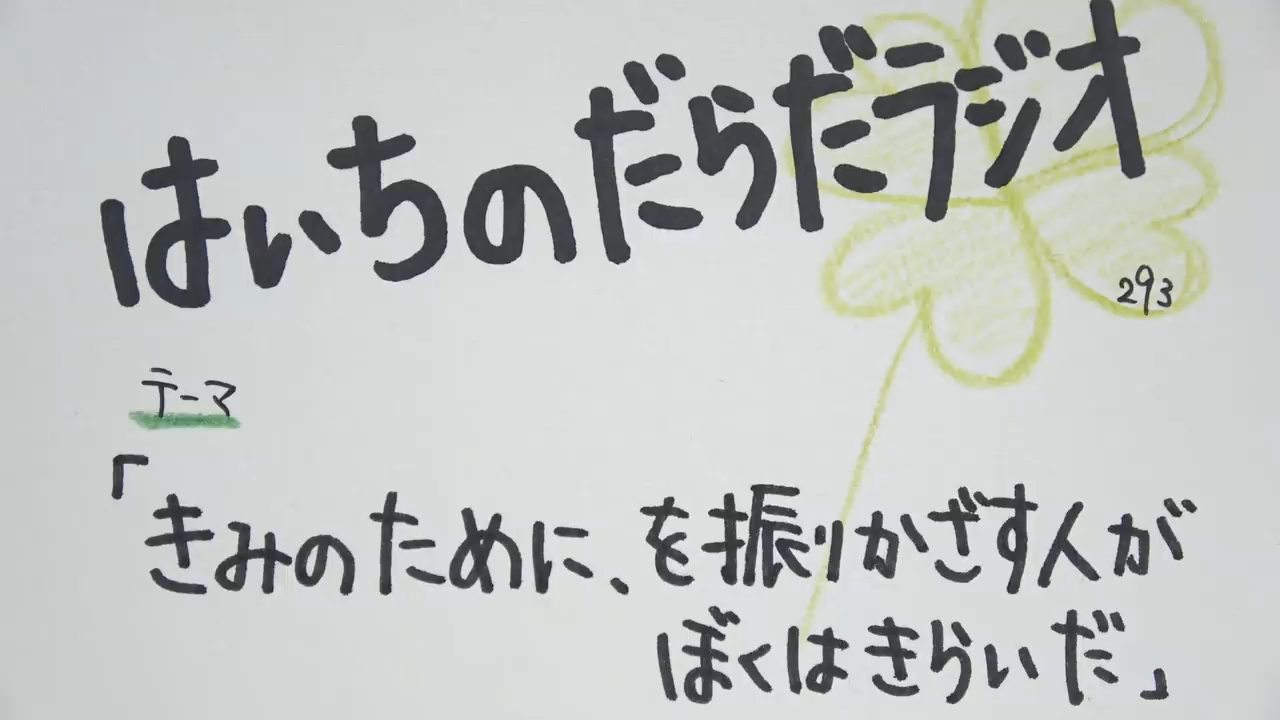 はいちのだらだラジオ
293
テーマ
「きみのために、を振りかざす人が
ぼくはきらいだ」